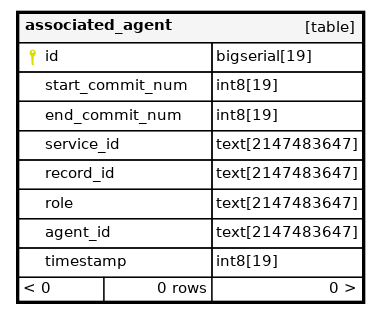 associated_agent [table]
id bigserial[19]
start_commit_num int8[19]
end_commit_num int8[19]
service_id text[2147483647]
record_id text[2147483647]
role text[2147483647]
agent_id text[2147483647]
timestamp int8[19]
< 0 0 rows 0 >